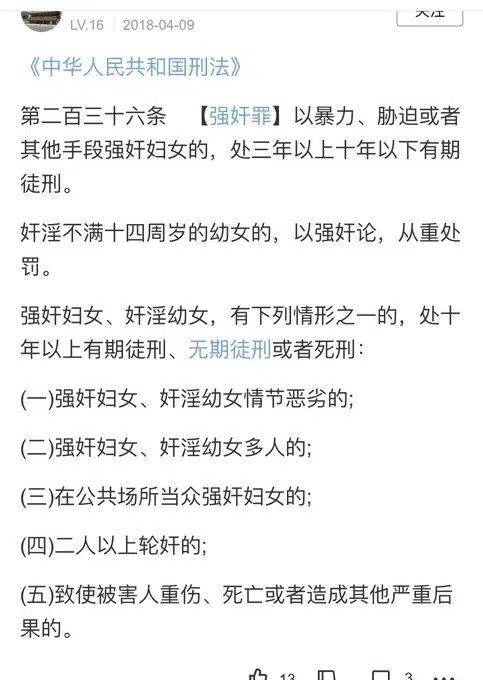 关注
LV.16 | 2018-04-09
《中华人民共和国刑法》
第二百三十六条 【强奸罪】以暴力、胁迫或者
其他手段强奸妇女的，处三年以上十年以下有期
徒刑。
奸淫不满十四周岁的幼女的，以强奸论，从重处
罚。
强奸妇女、奸淫幼女，有下列情形之一的，处十
年以上有期徒刑、无期徒刑或者死刑：
(一)强奸妇女、奸淫幼女情节恶劣的;
(二)强奸妇女、奸淫幼女多人的;
(三)在公共场所当众强奸妇女的;
(四)二人以上轮奸的;
(五)致使被害人重伤、死亡或者造成其他严重后
果的。
13 3